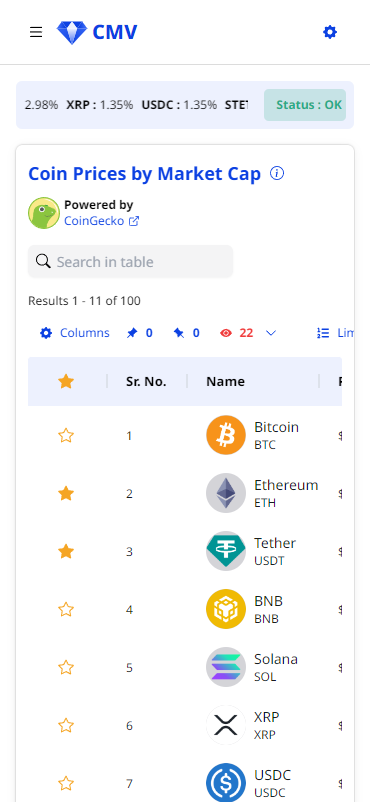 CMV
2.98% XRP : 1.35% USDC : 1.35%
Status : OK
Coin Prices by Market Cap
Powered by
CoinGecko
Search in table
Results 1 - 11 of 100
Columns 0 0 22
Sr. No. Name
1 Bitcoin
BTC
2 Ethereum
ETH
3 Tether
USDT
4 BNB
BNB
5 Solana
SOL
6 XRP
XRP
7 USDC
USDC